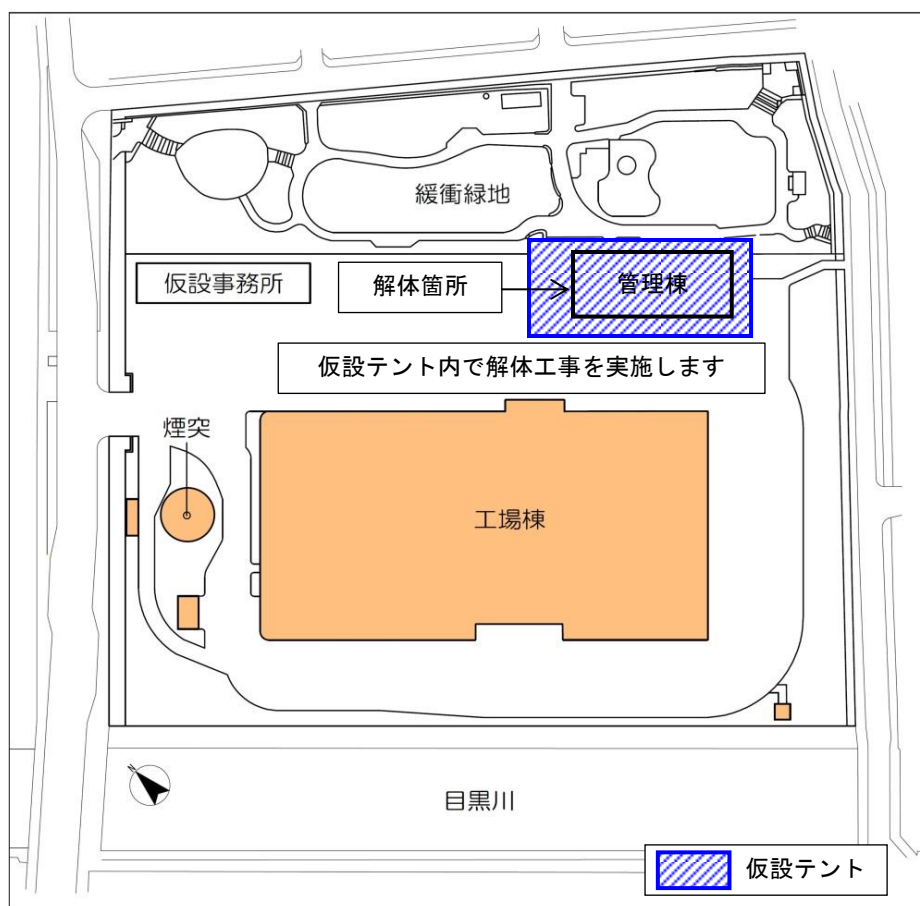 緩衝緑地
仮設事務所
解体箇所
管理棟
仮設テント内で解体工事を実施します
煙突
工場棟
N
目黒川
仮設テント